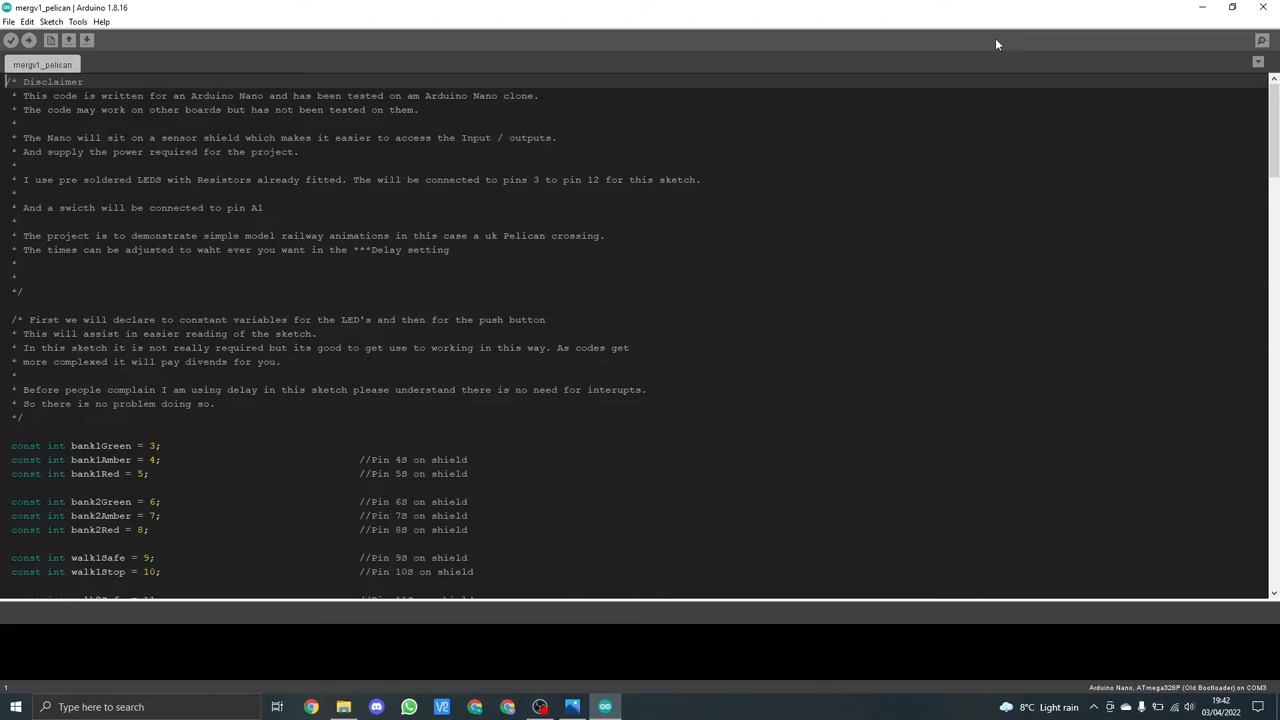 mergv1_pelican | Arduino 1.8.16
File Edit Sketch Tools Help
mergv1_pelican
/* Disclaimer
* This code is written for an Arduino Nano and has been tested on am Arduino Nano clone.
* The code may work on other boards but has not been tested on them.
*
* The Nano will sit on a sensor shield which makes it easier to access the Input / outputs.
* And supply the power required for the project.
*
* I use pre soldered LEDS with Resistors already fitted. The will be connected to pins 3 to pin 12 for this sketch.
*
* And a swicth will be connected to pin A1
*
* The project is to demonstrate simple model railway animations in this case a uk Pelican crossing.
* The times can be adjusted to waht ever you want in the ***Delay setting
*
*
*/
/* First we will declare to constant variables for the LED's and then for the push button
* This will assist in easier reading of the sketch.
* In this sketch it is not really required but its good to get use to working in this way. As codes get
* more complexed it will pay divends for you.
*
* Before people complain I am using delay in this sketch please understand there is no need for interupts.
* So there is no problem doing so.
*/
const int bank1Green = 3;
const int bank1Amber = 4; //Pin 4S on shield
const int bank1Red = 5; //Pin 5S on shield
const int bank2Green = 6; //Pin 6S on shield
const int bank2Amber = 7; //Pin 7S on shield
const int bank2Red = 8; //Pin 8S on shield
const int walk1Safe = 9; //Pin 9S on shield
const int walk1Stop = 10; //Pin 10S on shield
1
Arduino Nano, ATmega328P (Old Bootloader) on COM3
Type here to search
8°C Light rain
19:42
03/04/2022